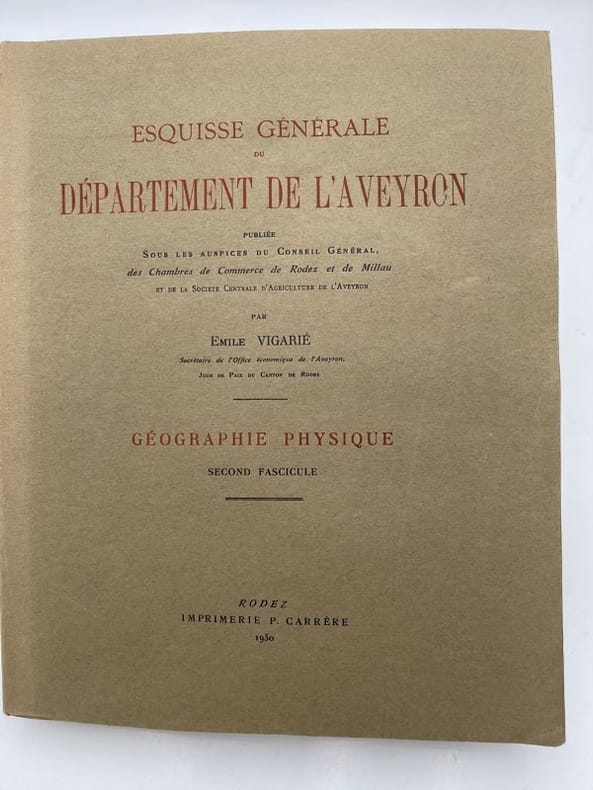 ESQUISSE GÉNÉRALE
DU
DÉPARTEMENT DE L'AVEYRON
PUBLIÉE
SOUS LES AUSPICES DU CONSEIL GÉNÉRAL,
des Chambres de Commerce de Rodez et de Millau
ET DE LA SOCIÉTÉ CENTRALE D'AGRICULTURE DE L'AVEYRON
PAR
EMILE VIGARIÉ
Secrétaire de l'Office économique de l'Aveyron,
JUGE DE PAIX DU CANTON DE RODEZ
GÉOGRAPHIE PHYSIQUE
SECOND FASCICULE
RODEZ
IMPRIMERIE P. CARRÈRE
1930